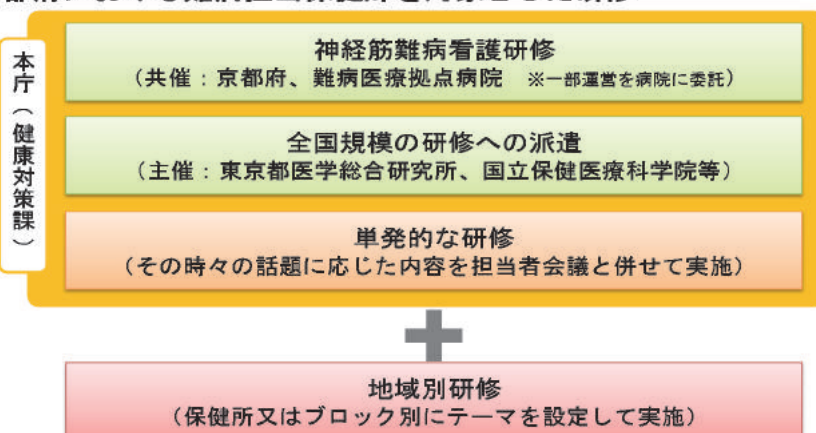 本庁（健康対策課）
神経筋難病看護研修
（共催：京都府、難病医療拠点病院　※一部運営を病院に委託）
全国規模の研修への派遣
（主催：東京都医学総合研究所、国立保健医療科学院等）
単発的な研修
（その時々の話題に応じた内容を担当者会議と併せて実施）
地域別研修
（保健所又はブロック別にテーマを設定して実施）